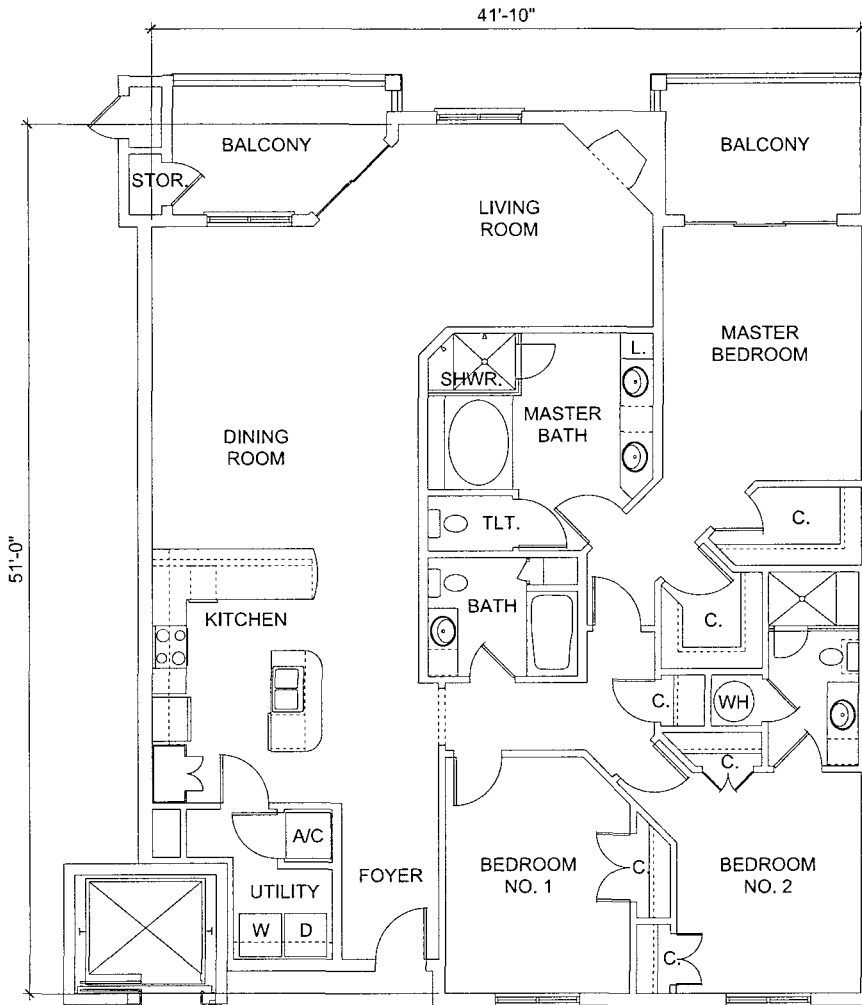 41'-10"
BALCONY
BALCONY
STOR.
LIVING
ROOM
MASTER
BEDROOM
L.
SHWR.
MASTER
BATH
DINING
ROOM
51'-0"
TLT.
C.
BATH
KITCHEN
C.
C.
WH
C.
A/C
UTILITY
FOYER
BEDROOM
NO. 1
C.
BEDROOM
NO. 2
W
D
C.